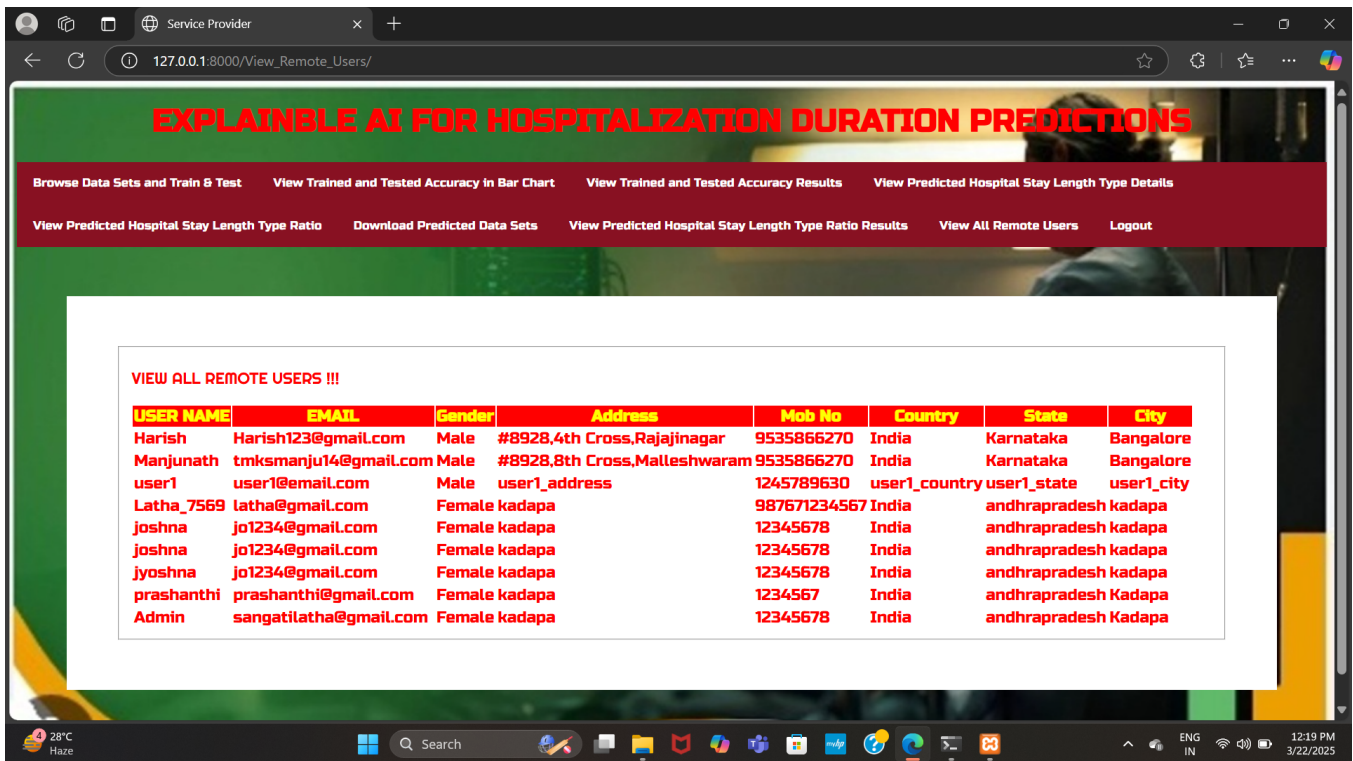 Service Provider
127.0.0.1:8000/View_Remote_Users/
EXPLAINBLE AI FOR HOSPITALIZATION DURATION PREDICTIONS
Browse Data Sets and Train & Test View Trained and Tested Accuracy in Bar Chart View Trained and Tested Accuracy Results View Predicted Hospital Stay Length Type Details
View Predicted Hospital Stay Length Type Ratio Download Predicted Data Sets View Predicted Hospital Stay Length Type Ratio Results View All Remote Users Logout
VIEW ALL REMOTE USERS !!!
USER NAME EMAIL Gender Address Mob No Country State City
Harish Harish123@gmail.com Male #8928,4th Cross,Rajajinagar 9535866270 India Karnataka Bangalore
Manjunath tmksmanju14@gmail.com Male #8928,8th Cross,Malleshwaram 9535866270 India Karnataka Bangalore
user1 user1@email.com Male user1_address 1245789630 user1_country user1_state user1_city
Latha_7569 latha@gmail.com Female kadapa 987671234567 India andhrapradesh kadapa
joshna jo1234@gmail.com Female kadapa 12345678 India andhrapradesh kadapa
joshna jo1234@gmail.com Female kadapa 12345678 India andhrapradesh kadapa
jyoshna jo1234@gmail.com Female kadapa 12345678 India andhrapradesh kadapa
prashanthi prashanthi@gmail.com Female kadapa 1234567 India andhrapradesh kadapa
Admin sangatilatha@gmail.com Female kadapa 12345678 India andhrapradesh Kadapa
4 28°C
Haze
Search
myhp
ENG
IN
12:19 PM
3/22/2025